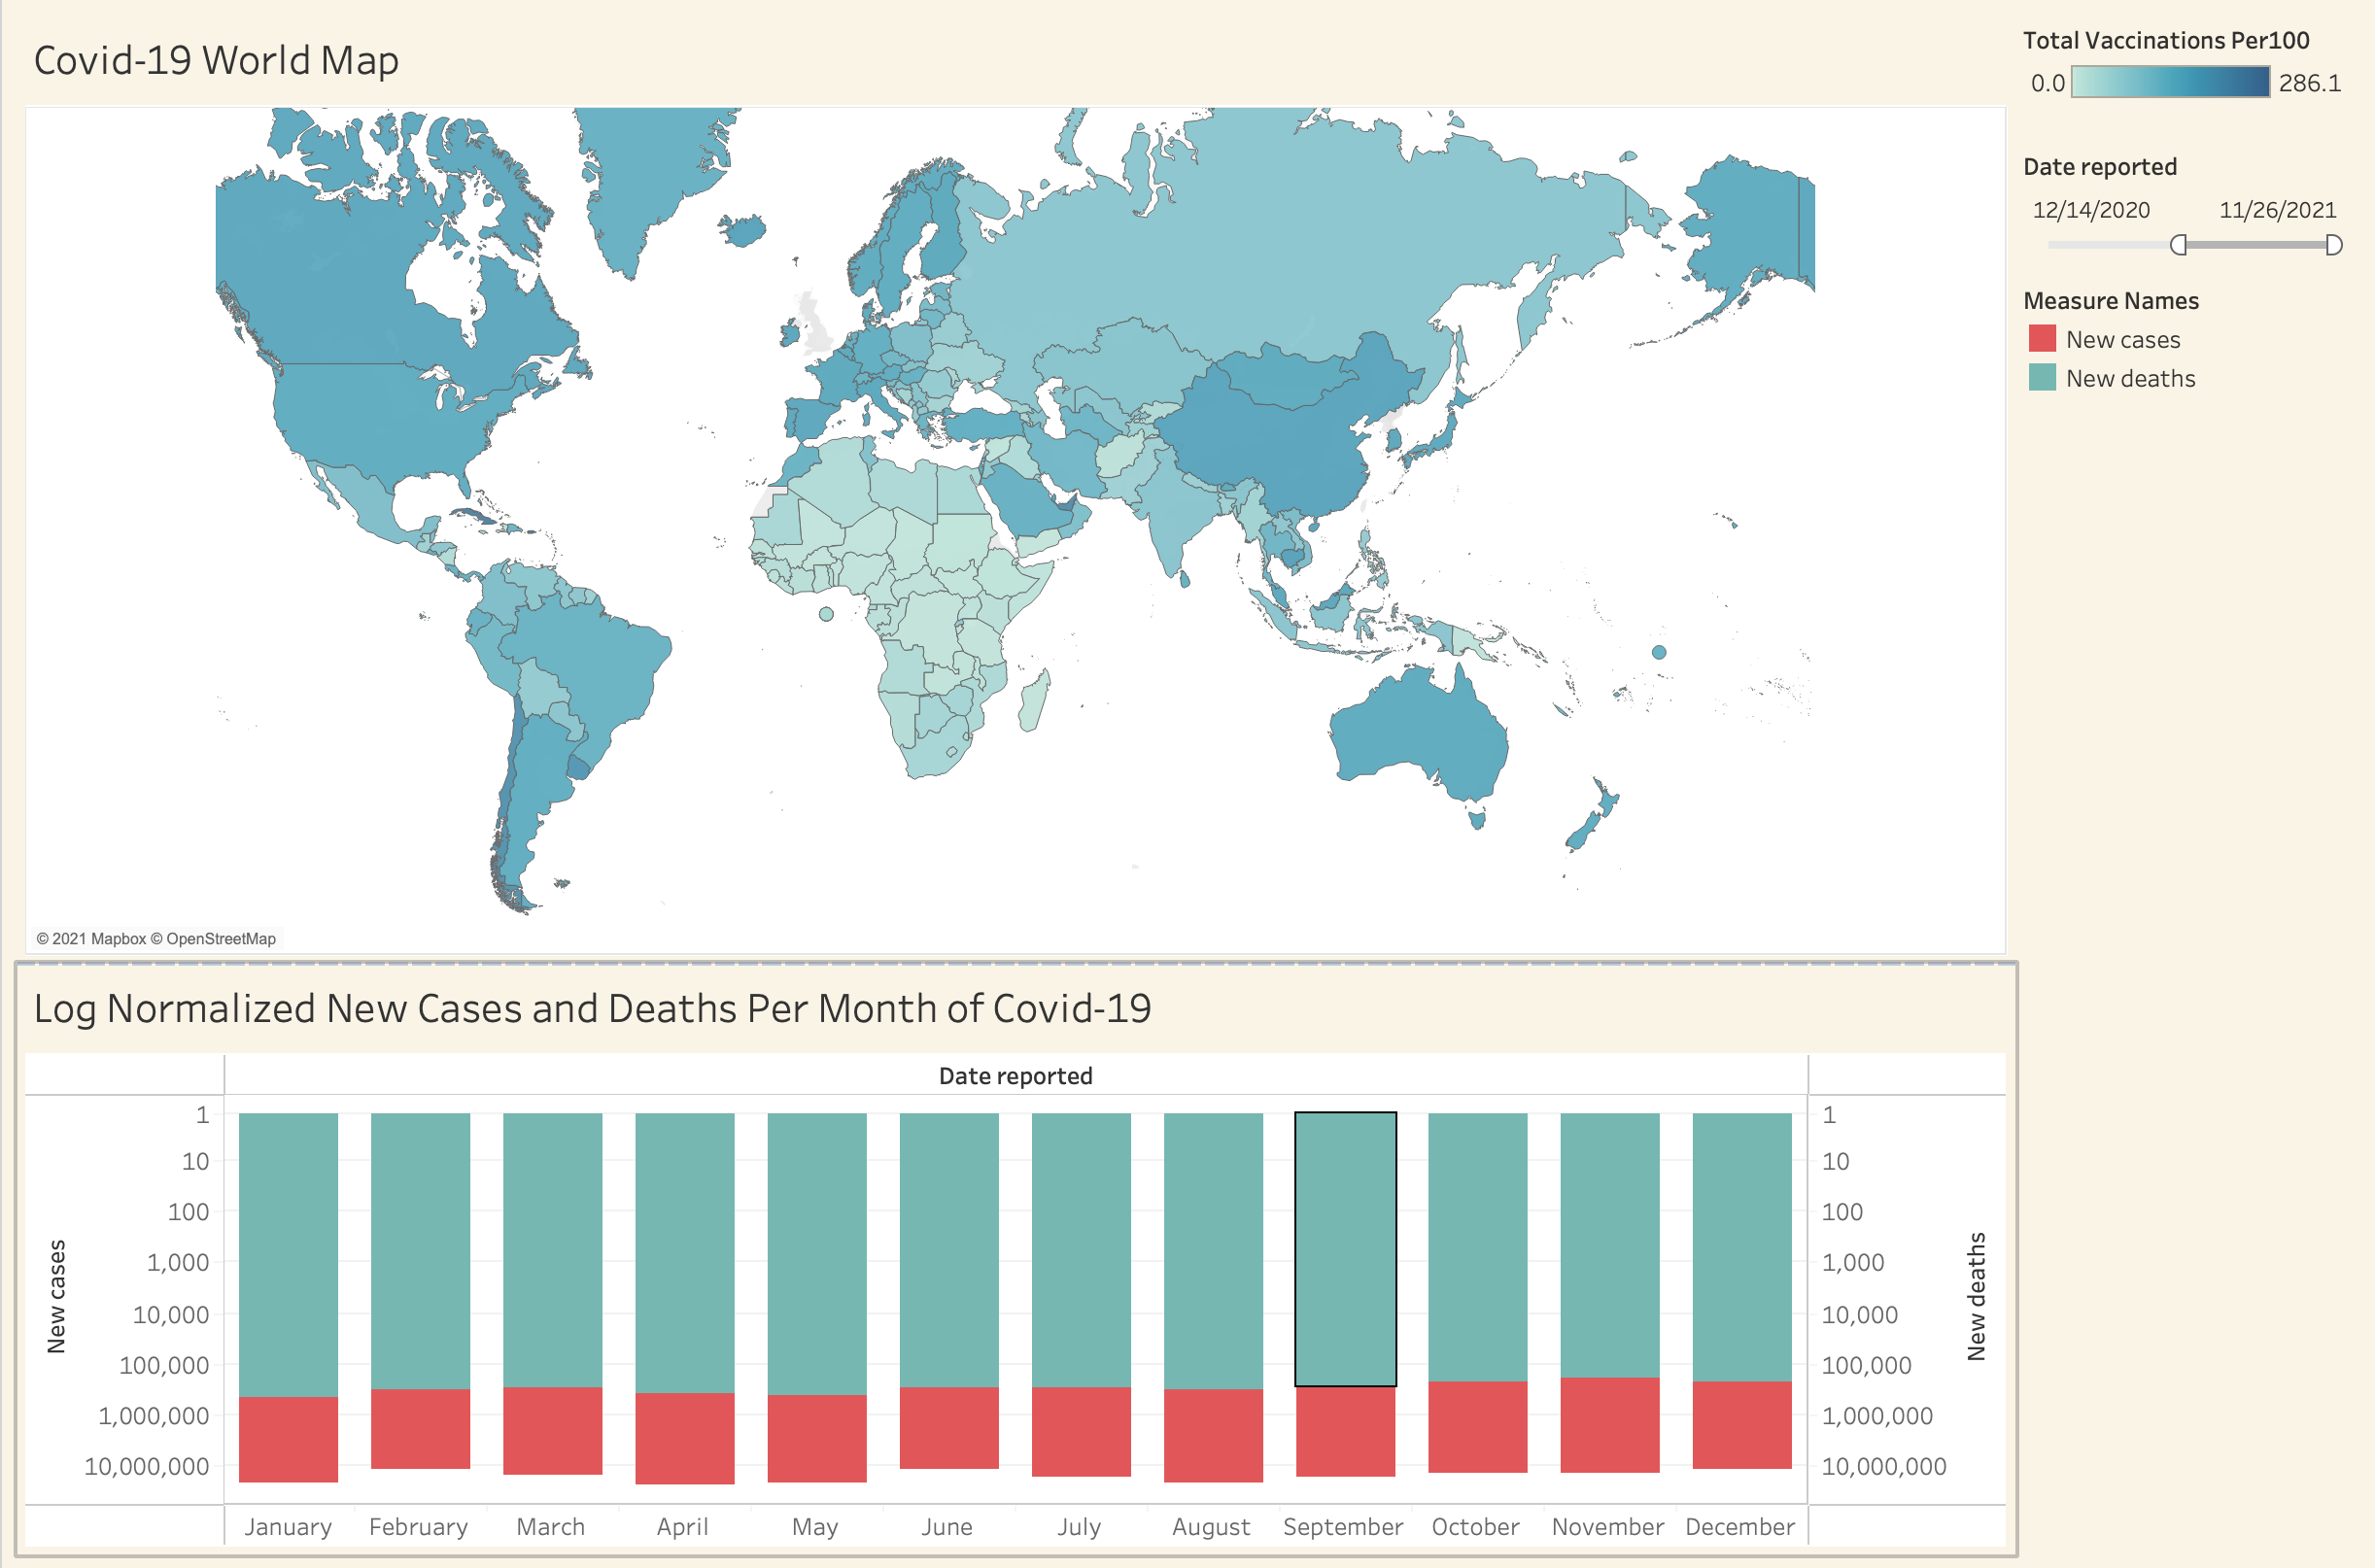 Covid-19 World Map
Total Vaccinations Per100
0.0 286.1
Date reported
12/14/2020 11/26/2021
Measure Names
New cases
New deaths
© 2021 Mapbox © OpenStreetMap
Log Normalized New Cases and Deaths Per Month of Covid-19
Date reported
New cases
1
10
100
1,000
10,000
100,000
1,000,000
10,000,000
1
10
100
1,000
10,000
100,000
1,000,000
10,000,000
New deaths
January February March April May June July August September October November December